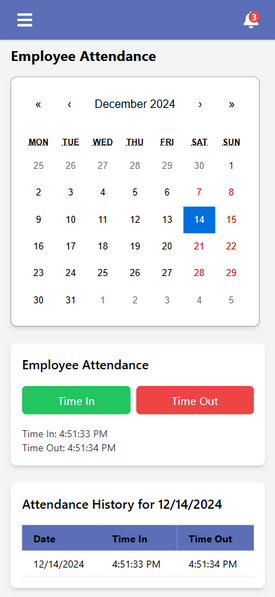 3
Employee Attendance
« ‹ December 2024 › »
MON TUE WED THU FRI SAT SUN
25 26 27 28 29 30 1
2 3 4 5 6 7 8
9 10 11 12 13 14 15
16 17 18 19 20 21 22
23 24 25 26 27 28 29
30 31 1 2 3 4 5
Employee Attendance
Time In Time Out
Time In: 4:51:33 PM
Time Out: 4:51:34 PM
Attendance History for 12/14/2024
Date Time In Time Out
12/14/2024 4:51:33 PM 4:51:34 PM